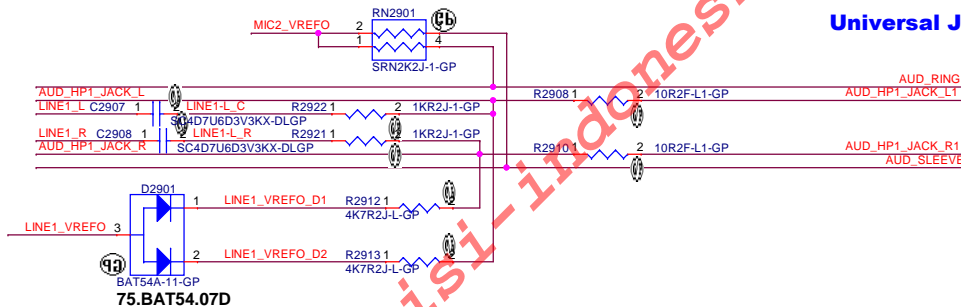 RN2901
MIC2_VREFO 2 3
1 4
SRN2K2J-1-GP
Universal J
AUD_RING
AUD_HP1_JACK_L R2908 1 2 10R2F-L1-GP AUD_HP1_JACK_L1
LINE1_L C2907 1 2 LINE1-L_C R2922 1 2 1KR2J-1-GP
SC4D7U6D3V3KX-DLGP
LINE1_R C2908 1 2 LINE1-L_R R2921 1 2 1KR2J-1-GP
AUD_HP1_JACK_R SC4D7U6D3V3KX-DLGP R2910 1 2 10R2F-L1-GP AUD_HP1_JACK_R1
AUD_SLEEVE
D2901
1 LINE1_VREFO_D1 R2912 1 2
4K7R2J-L-GP
LINE1_VREFO 3
2 LINE1_VREFO_D2 R2913 1 2
4K7R2J-L-GP
BAT54A-11-GP
75.BAT54.07D
isi-indones